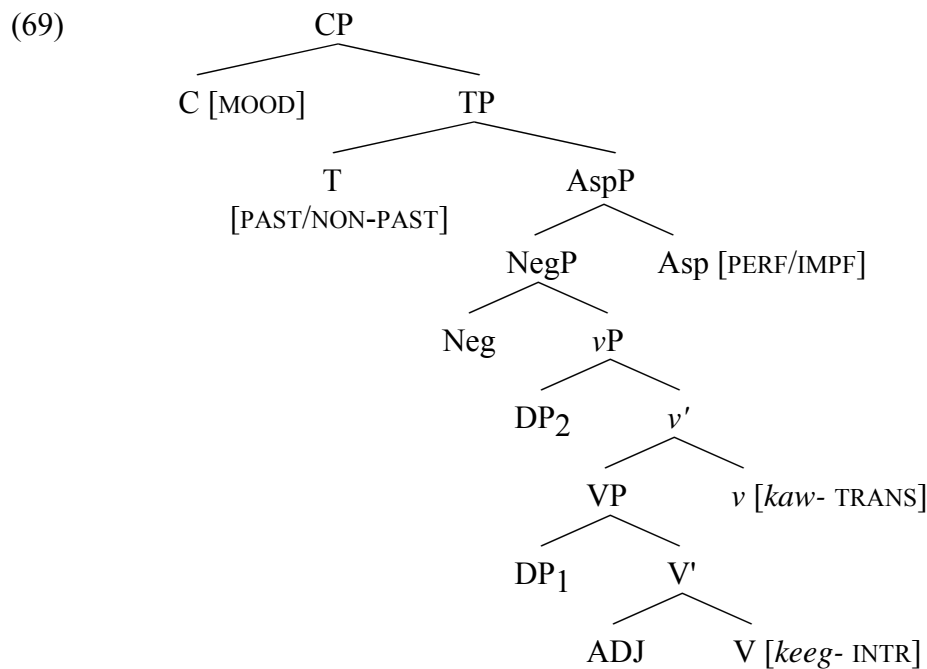 (69) CP
C [MOOD] TP
T AspP
[PAST/NON-PAST]
NegP Asp [PERF/IMPF]
Neg vP
DP2 v'
VP v [kaw- TRANS]
DP1 V'
ADJ V [keeg- INTR]